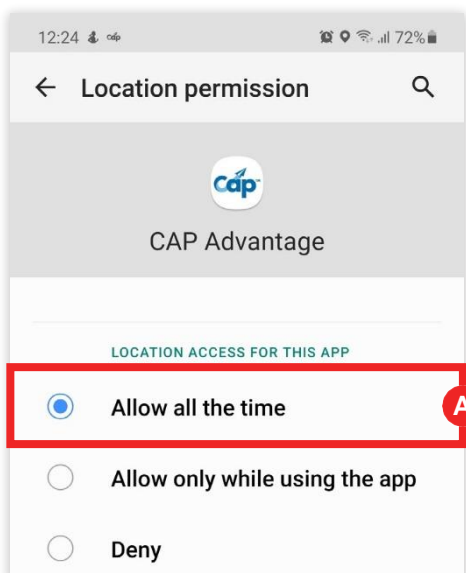 12:24 cap 72%
Location permission
cap
CAP Advantage
LOCATION ACCESS FOR THIS APP
Allow all the time A
Allow only while using the app
Deny